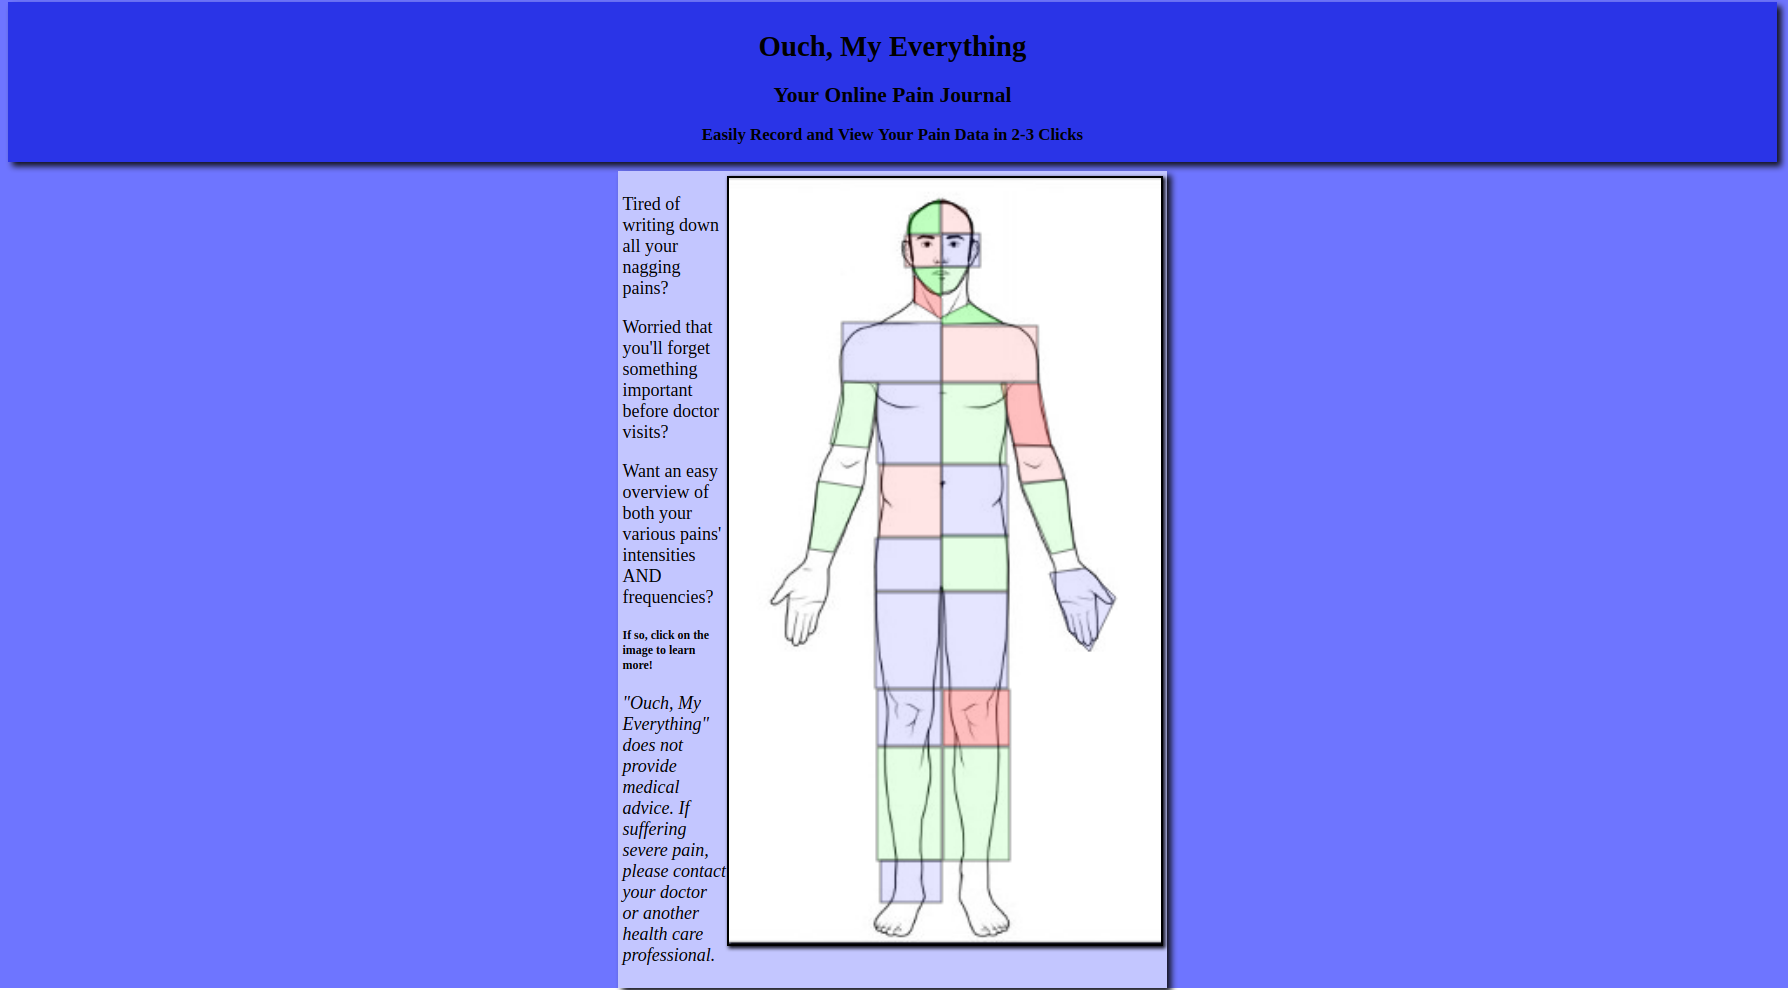 Ouch, My Everything
Your Online Pain Journal
Easily Record and View Your Pain Data in 2-3 Clicks
Tired of
writing down
all your
nagging
pains?
Worried that
you'll forget
something
important
before doctor
visits?
Want an easy
overview of
both your
various pains'
intensities
AND
frequencies?
If so, click on the
image to learn
more!
"Ouch, My
Everything"
does not
provide
medical
advice. If
suffering
severe pain,
please contact
your doctor
or another
health care
professional.